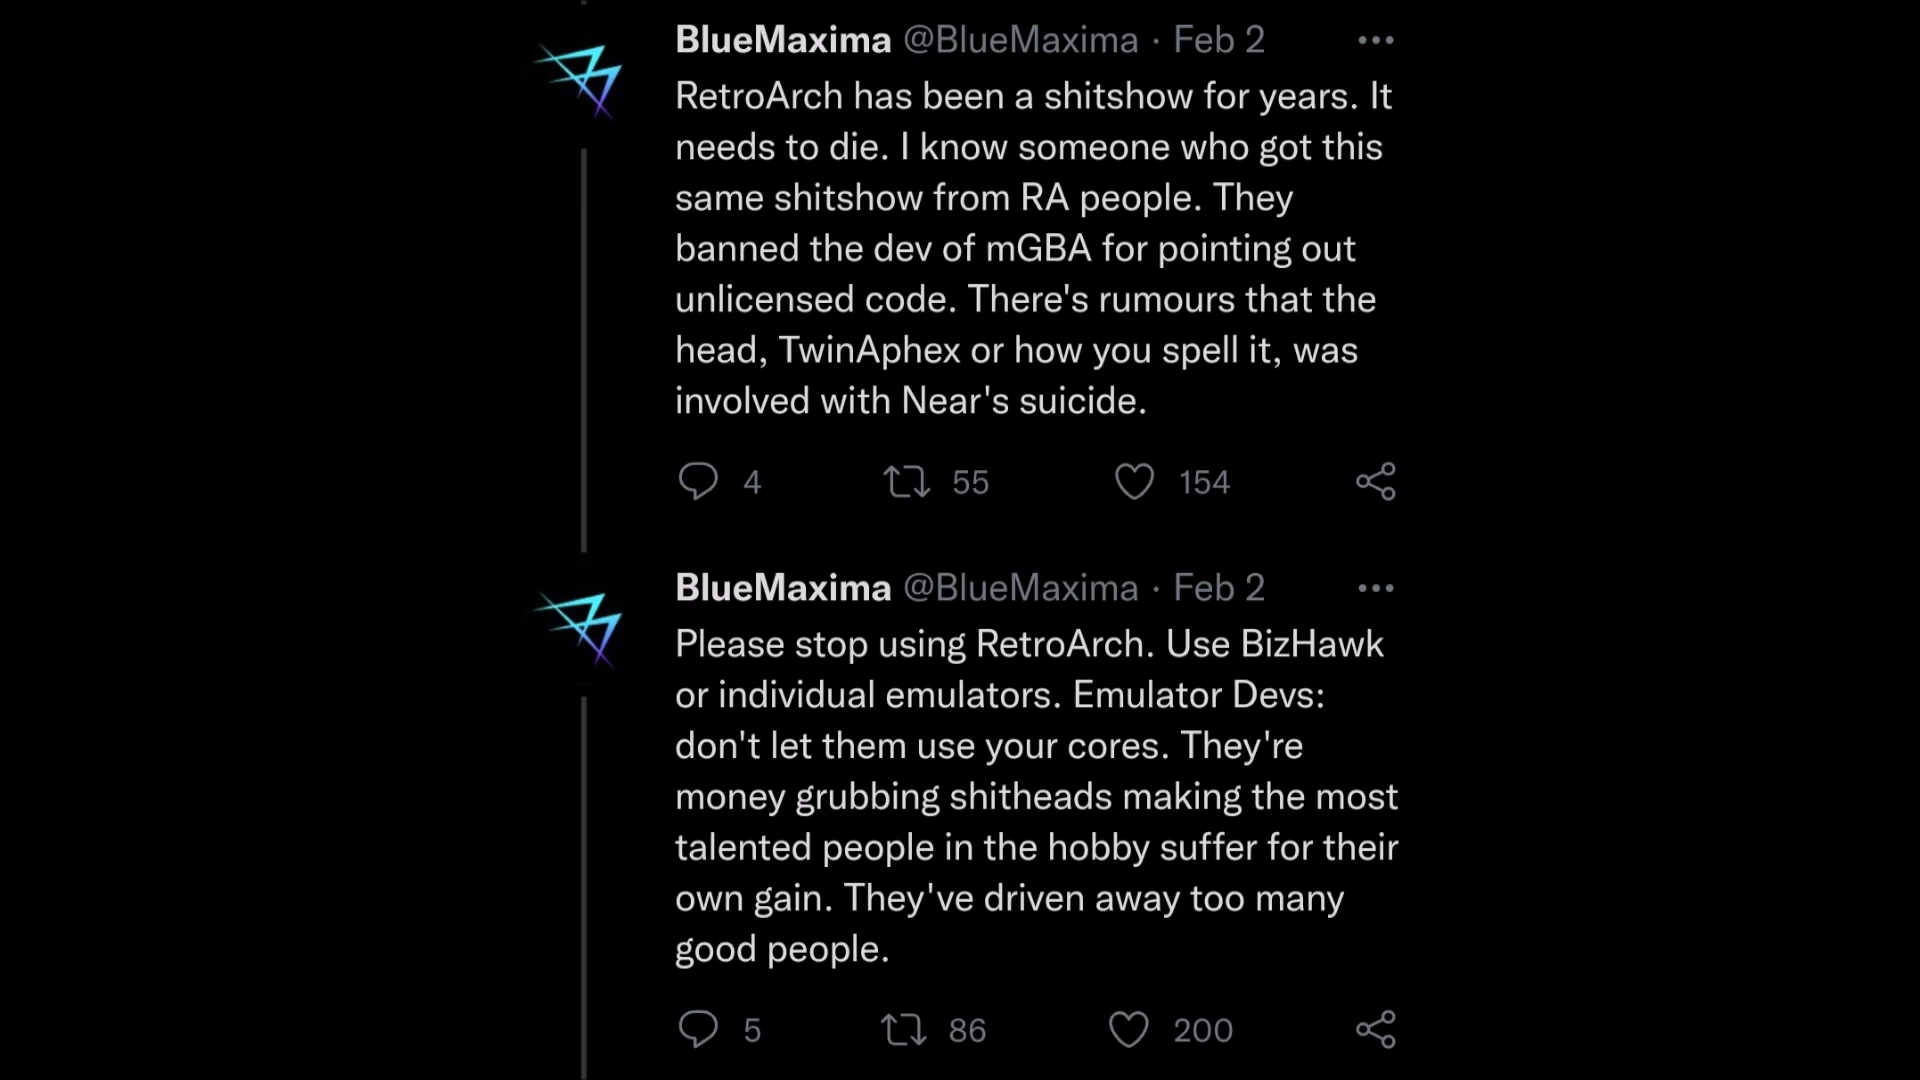 BlueMaxima @BlueMaxima · Feb 2
RetroArch has been a shitshow for years. It
needs to die. I know someone who got this
same shitshow from RA people. They
banned the dev of mGBA for pointing out
unlicensed code. There's rumours that the
head, TwinAphex or how you spell it, was
involved with Near's suicide.
4 55 154
BlueMaxima @BlueMaxima · Feb 2
Please stop using RetroArch. Use BizHawk
or individual emulators. Emulator Devs:
don't let them use your cores. They're
money grubbing shitheads making the most
talented people in the hobby suffer for their
own gain. They've driven away too many
good people.
5 86 200